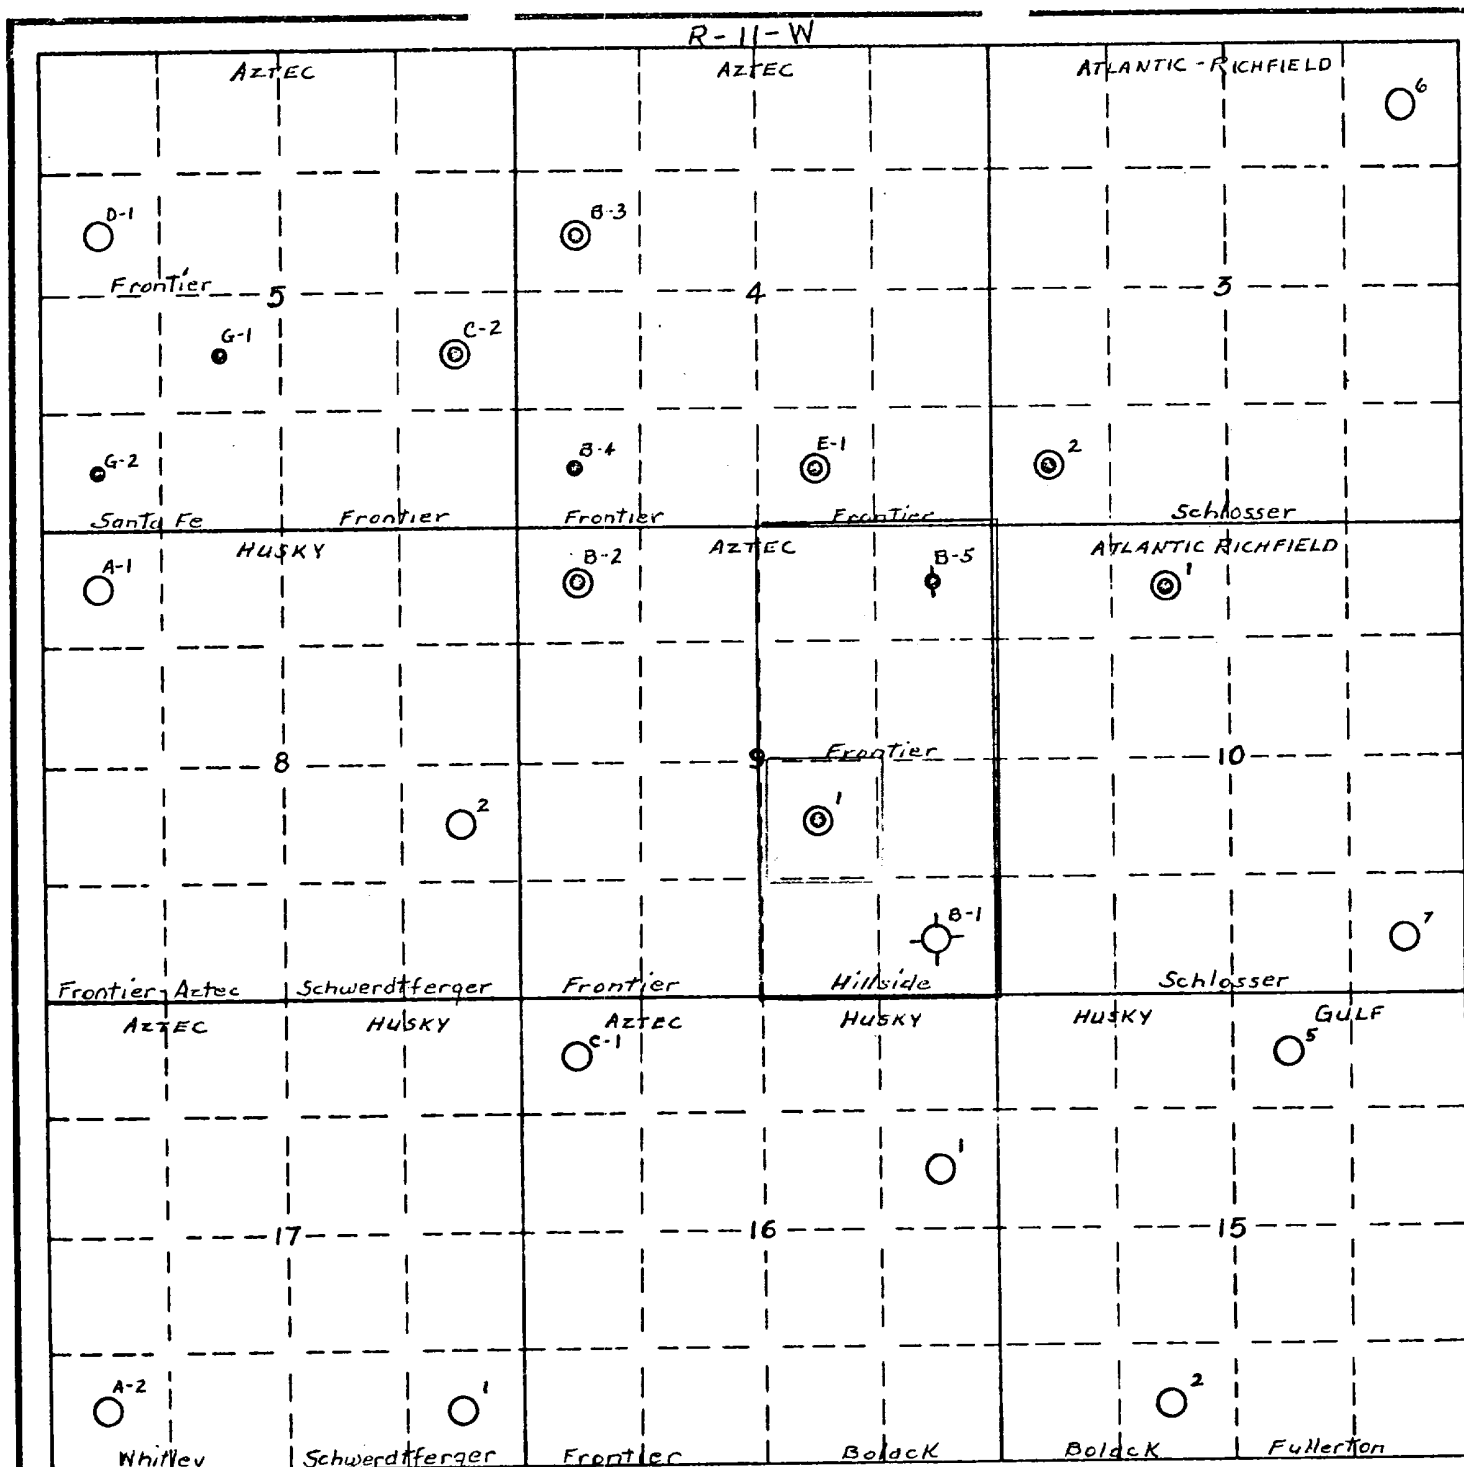 R-11-W
AZTEC AZTEC ATLANTIC-RICHFIELD
6
D-1 B-3
Frontier 5 4 3
G-1 C-2
G-2 B-4 E-1 2
Santa Fe Frontier Frontier Frontier Schlosser
HUSKY AZTEC ATLANTIC RICHFIELD
A-1 B-2 B-5 1
Frontier
8 9 10
2 1
B-1 7
Frontier-Aztec Schwerdtferger Frontier Hillside Schlosser
AZTEC HUSKY AZTEC HUSKY HUSKY GULF
C-1 5
1
17 16 15
A-2 1 2
Whitley Schwerdtferger Frontier Bolack Bolack Fullerton